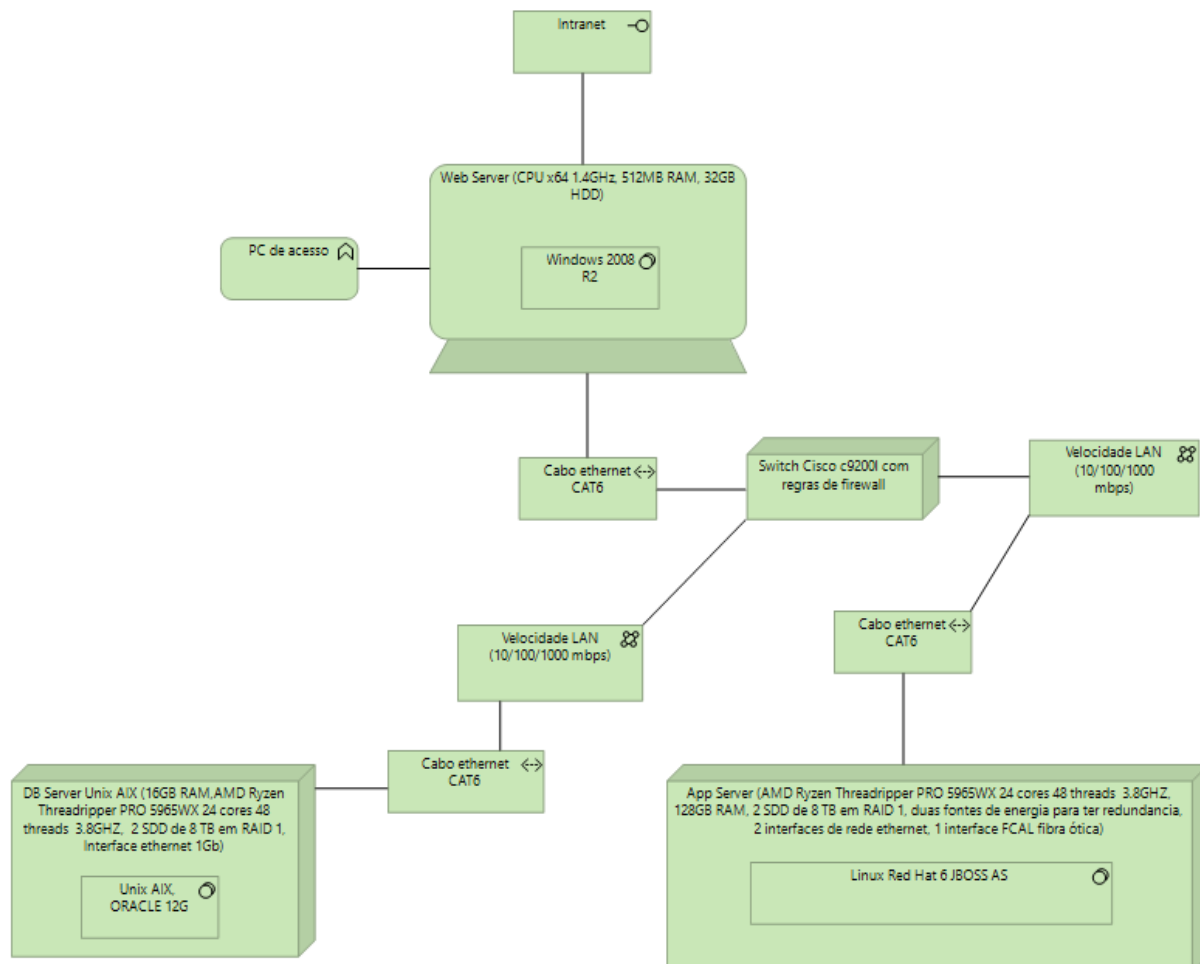 Intranet
Web Server (CPU x64 1.4GHz, 512MB RAM, 32GB
HDD)
PC de acesso
Windows 2008
R2
Cabo ethernet
CAT6
Switch Cisco c9200l com
regras de firewall
Velocidade LAN
(10/100/1000
mbps)
Cabo ethernet
CAT6
Velocidade LAN
(10/100/1000 mbps)
Cabo ethernet
CAT6
DB Server Unix AIX (16GB RAM,AMD Ryzen
Threadripper PRO 5965WX 24 cores 48
threads 3.8GHZ, 2 SDD de 8 TB em RAID 1,
Interface ethernet 1Gb)
Unix AIX,
ORACLE 12G
App Server (AMD Ryzen Threadripper PRO 5965WX 24 cores 48 threads 3.8GHZ,
128GB RAM, 2 SDD de 8 TB em RAID 1, duas fontes de energia para ter redundancia,
2 interfaces de rede ethernet, 1 interface FCAL fibra ótica)
Linux Red Hat 6 JBOSS AS